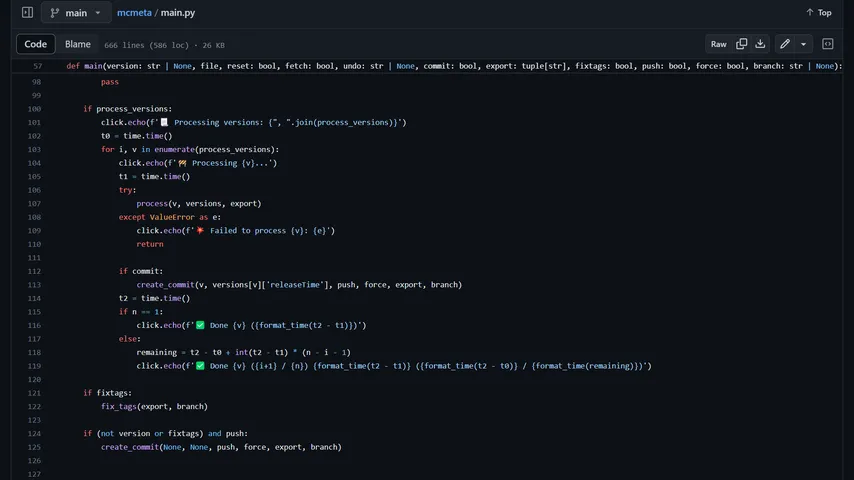 main
mcmeta / main.py
Top
Code Blame 666 lines (586 loc) · 26 KB
Raw
57 def main(version: str | None, file, reset: bool, fetch: bool, undo: str | None, commit: bool, export: tuple[str], fixtags: bool, push: bool, force: bool, branch: str | None):
98 pass
99
100 if process_versions:
101 click.echo(f'📃 Processing versions: {", ".join(process_versions)}')
102 t0 = time.time()
103 for i, v in enumerate(process_versions):
104 click.echo(f'🚧 Processing {v}...')
105 t1 = time.time()
106 try:
107 process(v, versions, export)
108 except ValueError as e:
109 click.echo(f'💥 Failed to process {v}: {e}')
110 return
111
112 if commit:
113 create_commit(v, versions[v]['releaseTime'], push, force, export, branch)
114 t2 = time.time()
115 if n == 1:
116 click.echo(f'✅ Done {v} ({format_time(t2 - t1)})')
117 else:
118 remaining = t2 - t0 + int(t2 - t1) * (n - i - 1)
119 click.echo(f'✅ Done {v} ({i+1} / {n}) {format_time(t2 - t1)} ({format_time(t2 - t0)} / {format_time(remaining)})')
120
121 if fixtags:
122 fix_tags(export, branch)
123
124 if (not version or fixtags) and push:
125 create_commit(None, None, push, force, export, branch)
126
127